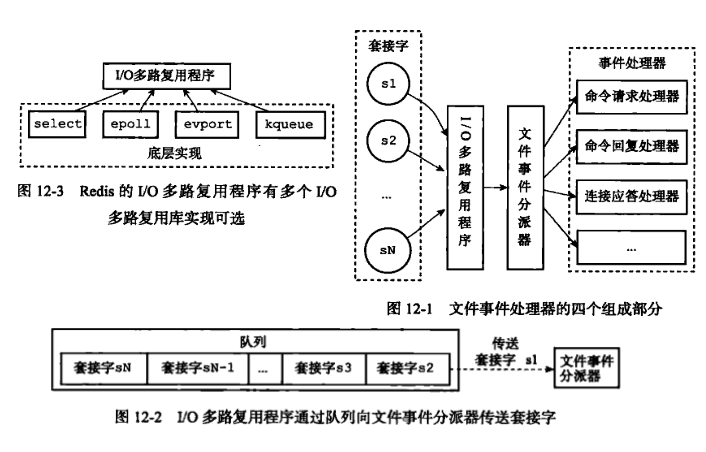 I/O多路复用程序
select
epoll
evport
kqueue
底层实现
图 12-3 Redis 的 I/O 多路复用程序有多个 I/O
多路复用库实现可选
套接字
s1
s2
...
sN
I/O多路复用程序
文件事件分派器
事件处理器
命令请求处理器
命令回复处理器
连接应答处理器
...
图 12-1 文件事件处理器的四个组成部分
队列
套接字sN
套接字sN-1
...
套接字s3
套接字s2
传送
套接字 s1
文件事件
分派器
图 12-2 I/O 多路复用程序通过队列向文件事件分派器传送套接字